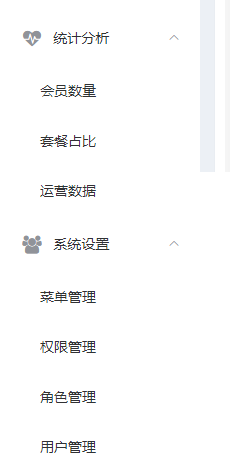 统计分析
会员数量
套餐占比
运营数据
系统设置
菜单管理
权限管理
角色管理
用户管理